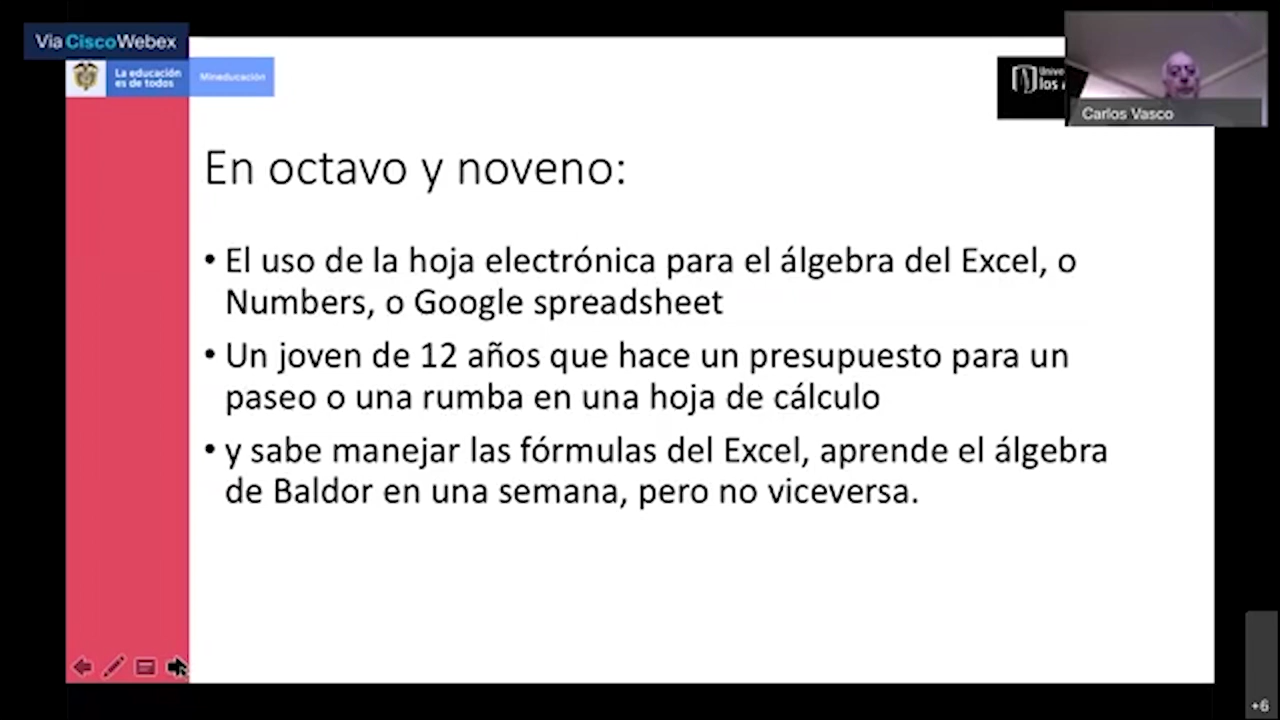 Via Cisco Webex
La educación
es de todos
Mineducación
los
Carlos Vasco
En octavo y noveno:
• El uso de la hoja electrónica para el álgebra del Excel, o
Numbers, o Google spreadsheet
• Un joven de 12 años que hace un presupuesto para un
paseo o una rumba en una hoja de cálculo
• y sabe manejar las fórmulas del Excel, aprende el álgebra
de Baldor en una semana, pero no viceversa.
+6